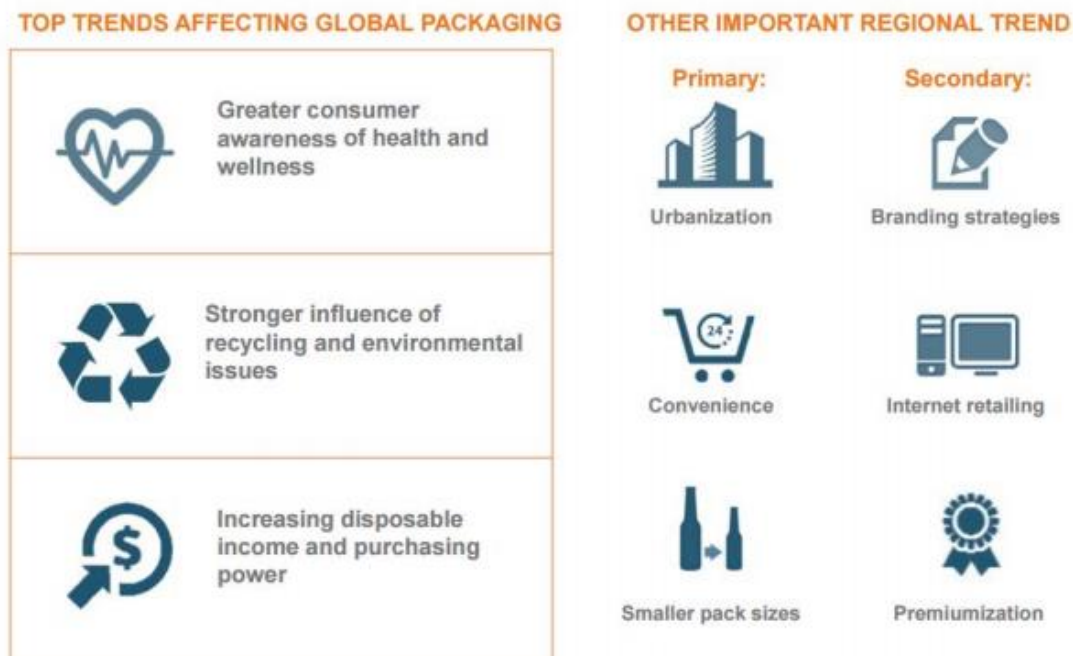 TOP TRENDS AFFECTING GLOBAL PACKAGING
Greater consumer
awareness of health and
wellness
Stronger influence of
recycling and environmental
issues
$
Increasing disposable
income and purchasing
power
OTHER IMPORTANT REGIONAL TREND
Primary:
Secondary:
Urbanization
Branding strategies
24
Convenience
Internet retailing
Smaller pack sizes
Premiumization